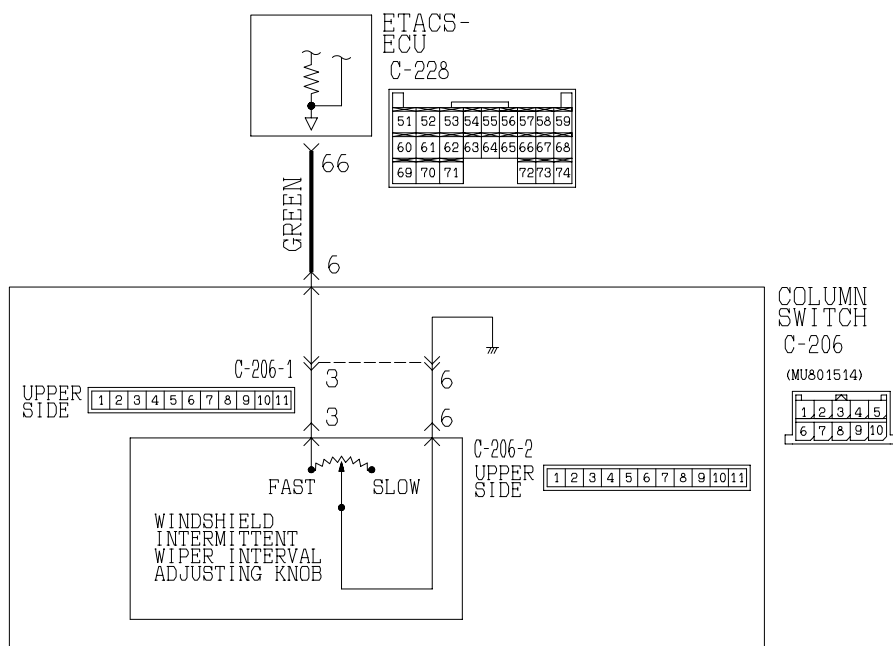 ETACS-
ECU
C-228
51 52 53 54 55 56 57 58 59
60 61 62 63 64 65 66 67 68
69 70 71 72 73 74
66
GREEN
6
COLUMN
SWITCH
C-206
(MU801514)
1 2 3 4 5
6 7 8 9 10
C-206-1
3 6
UPPER
SIDE
1 2 3 4 5 6 7 8 9 10 11
3 6
C-206-2
UPPER
SIDE
1 2 3 4 5 6 7 8 9 10 11
FAST SLOW
WINDSHIELD
INTERMITTENT
WIPER INTERVAL
ADJUSTING KNOB